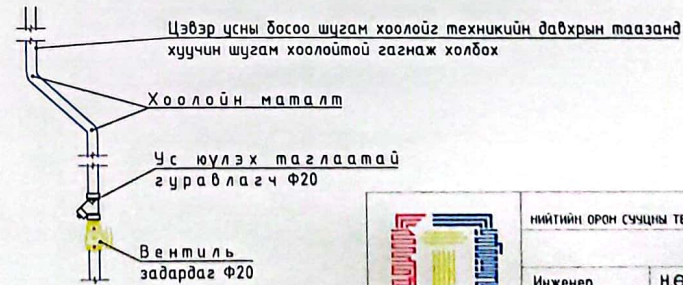 Цэвэр усны босоо шугам хоолойг техникийн давхрын таазанд
хуучин шугам хоолойтой гагнаж холбох
Хоолойн маталт
Ус юүлэх таглаатай
гуравлагч Ф20
Вентиль
задардаг Ф20
НИЙТИЙН ОРОН СУУЦНЫ
Инженер